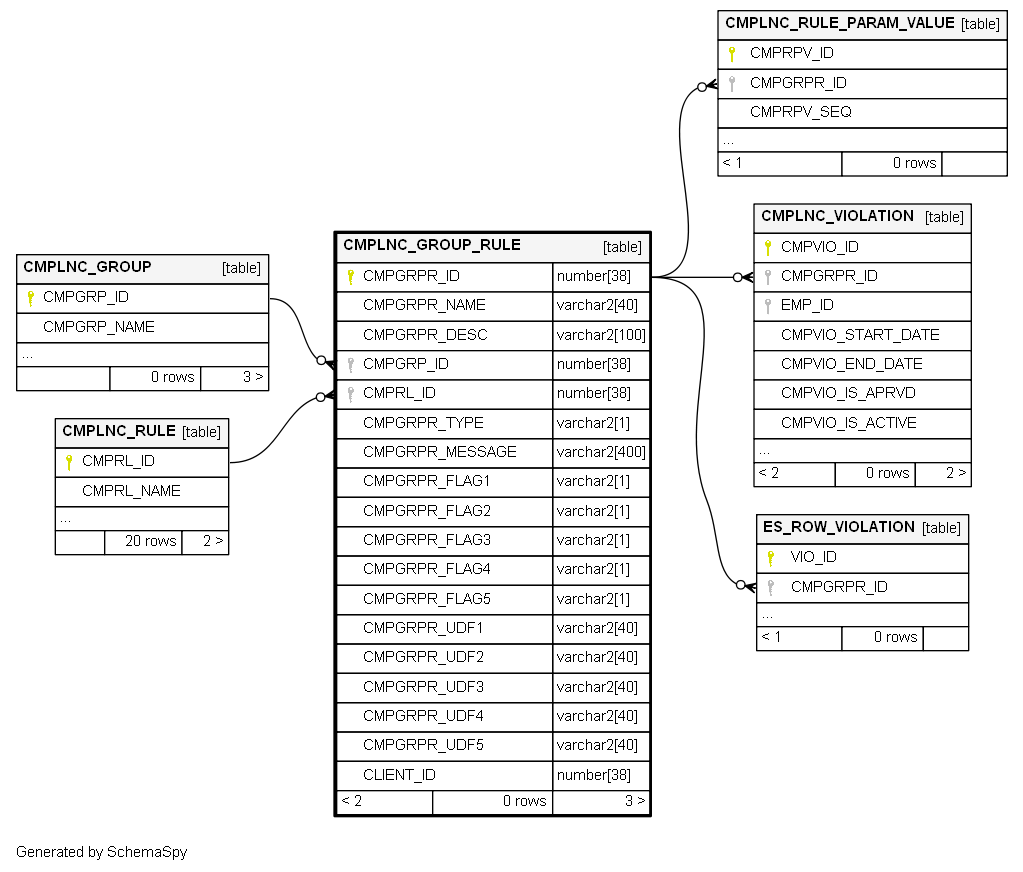 CMPLNC_RULE_PARAM_VALUE [table]
CMPRPV_ID
CMPGRPR_ID
CMPRPV_SEQ
...
< 1 0 rows
CMPLNC_VIOLATION [table]
CMPVIO_ID
CMPGRPR_ID
EMP_ID
CMPVIO_START_DATE
CMPVIO_END_DATE
CMPVIO_IS_APRVD
CMPVIO_IS_ACTIVE
...
< 2 0 rows 2 >
CMPLNC_GROUP_RULE [table]
CMPGRPR_ID number[38]
CMPGRPR_NAME varchar2[40]
CMPGRPR_DESC varchar2[100]
CMPGRP_ID number[38]
CMPRL_ID number[38]
CMPGRPR_TYPE varchar2[1]
CMPGRPR_MESSAGE varchar2[400]
CMPGRPR_FLAG1 varchar2[1]
CMPGRPR_FLAG2 varchar2[1]
CMPGRPR_FLAG3 varchar2[1]
CMPGRPR_FLAG4 varchar2[1]
CMPGRPR_FLAG5 varchar2[1]
CMPGRPR_UDF1 varchar2[40]
CMPGRPR_UDF2 varchar2[40]
CMPGRPR_UDF3 varchar2[40]
CMPGRPR_UDF4 varchar2[40]
CMPGRPR_UDF5 varchar2[40]
CLIENT_ID number[38]
< 2 0 rows 3 >
CMPLNC_GROUP [table]
CMPGRP_ID
CMPGRP_NAME
...
0 rows 3 >
CMPLNC_RULE [table]
CMPRL_ID
CMPRL_NAME
...
20 rows 2 >
ES_ROW_VIOLATION [table]
VIO_ID
CMPGRPR_ID
...
< 1 0 rows
Generated by SchemaSpy